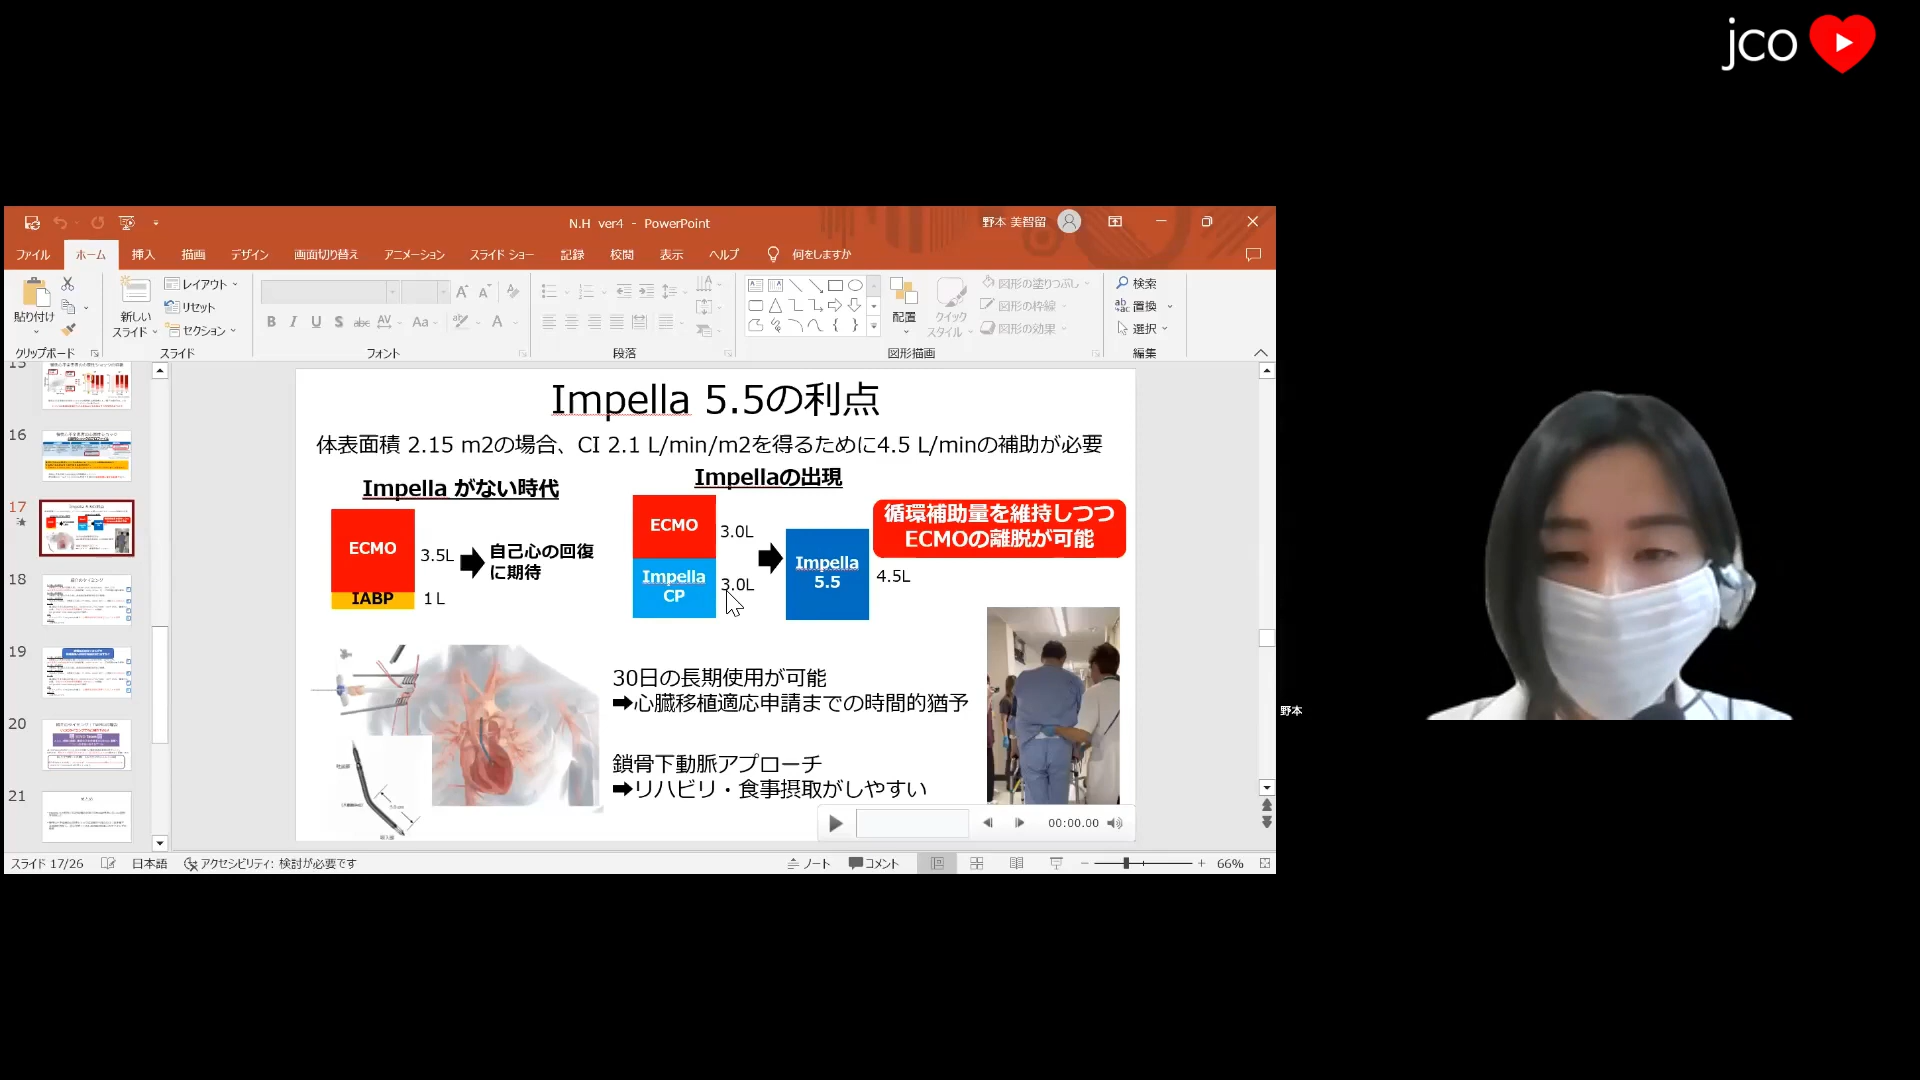 jco
N.H ver4 - PowerPoint
野本 美智留
ファイル ホーム 挿入 描画 デザイン 画面切り替え アニメーション スライド ショー 記録 校閲 表示 ヘルプ 何をしますか
貼り付け
クリップボード
新しい
スライド
レイアウト
リセット
セクション
スライド
B I U S abc AV Aa A
フォント
段落
配置
クイック
スタイル
図形の塗りつぶし
図形の枠線
図形の効果
図形描画
検索
置換
選択
編集
15
16
17
18
19
20
21
Impella 5.5の利点
体表面積 2.15 m2の場合、CI 2.1 L/min/m2を得るために4.5 L/minの補助が必要
Impella がない時代
ECMO
3.5L
IABP
1 L
自己心の回復
に期待
Impellaの出現
ECMO
3.0L
Impella
CP
3.0L
Impella
5.5
4.5L
循環補助量を維持しつつ
ECMOの離脱が可能
30日の長期使用が可能
➡心臓移植適応申請までの時間的猶予
鎖骨下動脈アプローチ
➡リハビリ・食事摂取がしやすい
00:00.00
スライド 17/26 日本語 アクセシビリティ: 検討が必要です
ノート コメント 66%
野本